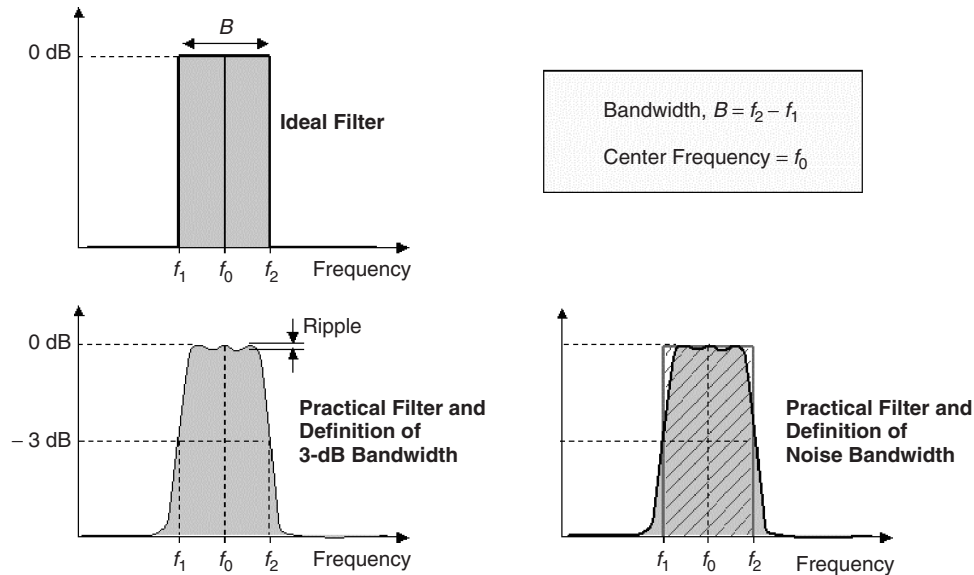 B
0 dB
Ideal Filter
f₁ f₀ f₂ Frequency
Bandwidth, B = f₂ – f₁
Center Frequency = f₀
0 dB
Ripple
– 3 dB
Practical Filter and
Definition of
3-dB Bandwidth
f₁ f₀ f₂ Frequency
Practical Filter and
Definition of
Noise Bandwidth
f₁ f₀ f₂ Frequency